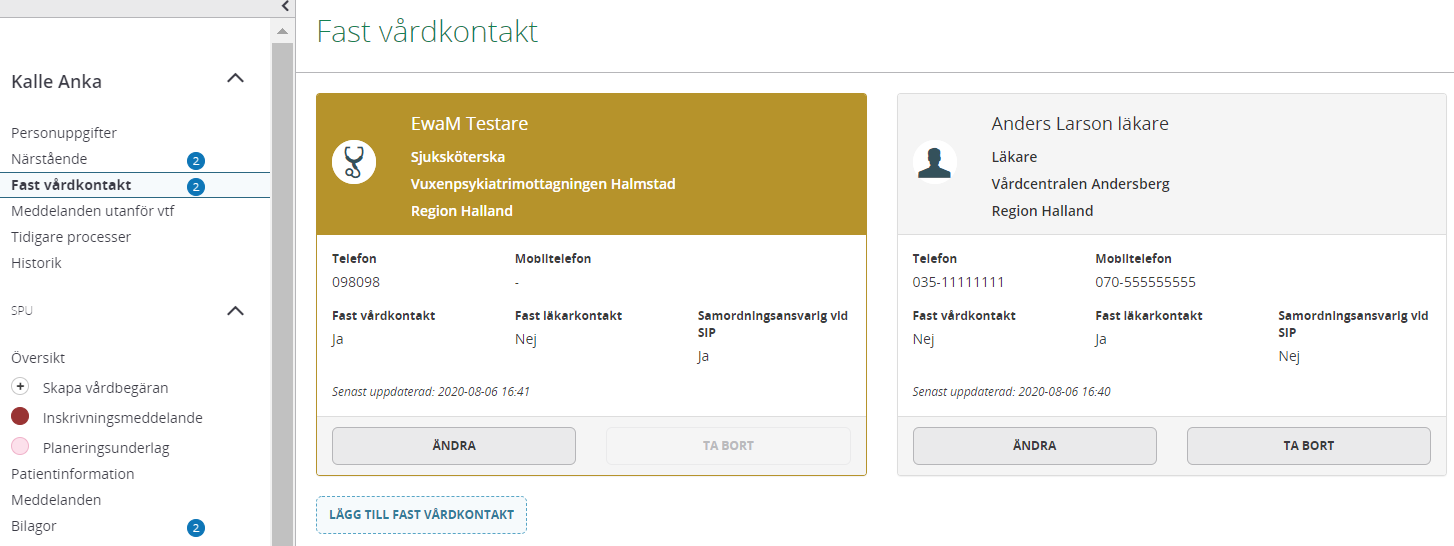 Kalle Anka
Personuppgifter
Närstående 2
Fast vårdkontakt 2
Meddelanden utanför vtf
Tidigare processer
Historik
SPU
Översikt
Skapa vårdbegäran
Inskrivningsmeddelande
Planeringsunderlag
Patientinformation
Meddelanden
Bilagor 2
Fast vårdkontakt
EwaM Testare
Sjuksköterska
Vuxenpsykiatrimottagningen Halmstad
Region Halland
Telefon Mobiltelefon
098098 -
Fast vårdkontakt Fast läkarkontakt Samordningsansvarig vid
SIP
Ja Nej
Ja
Senast uppdaterad: 2020-08-06 16:41
ÄNDRA TA BORT
Anders Larson läkare
Läkare
Vårdcentralen Andersberg
Region Halland
Telefon Mobiltelefon
035-11111111 070-555555555
Fast vårdkontakt Fast läkarkontakt Samordningsansvarig vid
SIP
Nej Ja
Nej
Senast uppdaterad: 2020-08-06 16:40
ÄNDRA TA BORT
LÄGG TILL FAST VÅRDKONTAKT